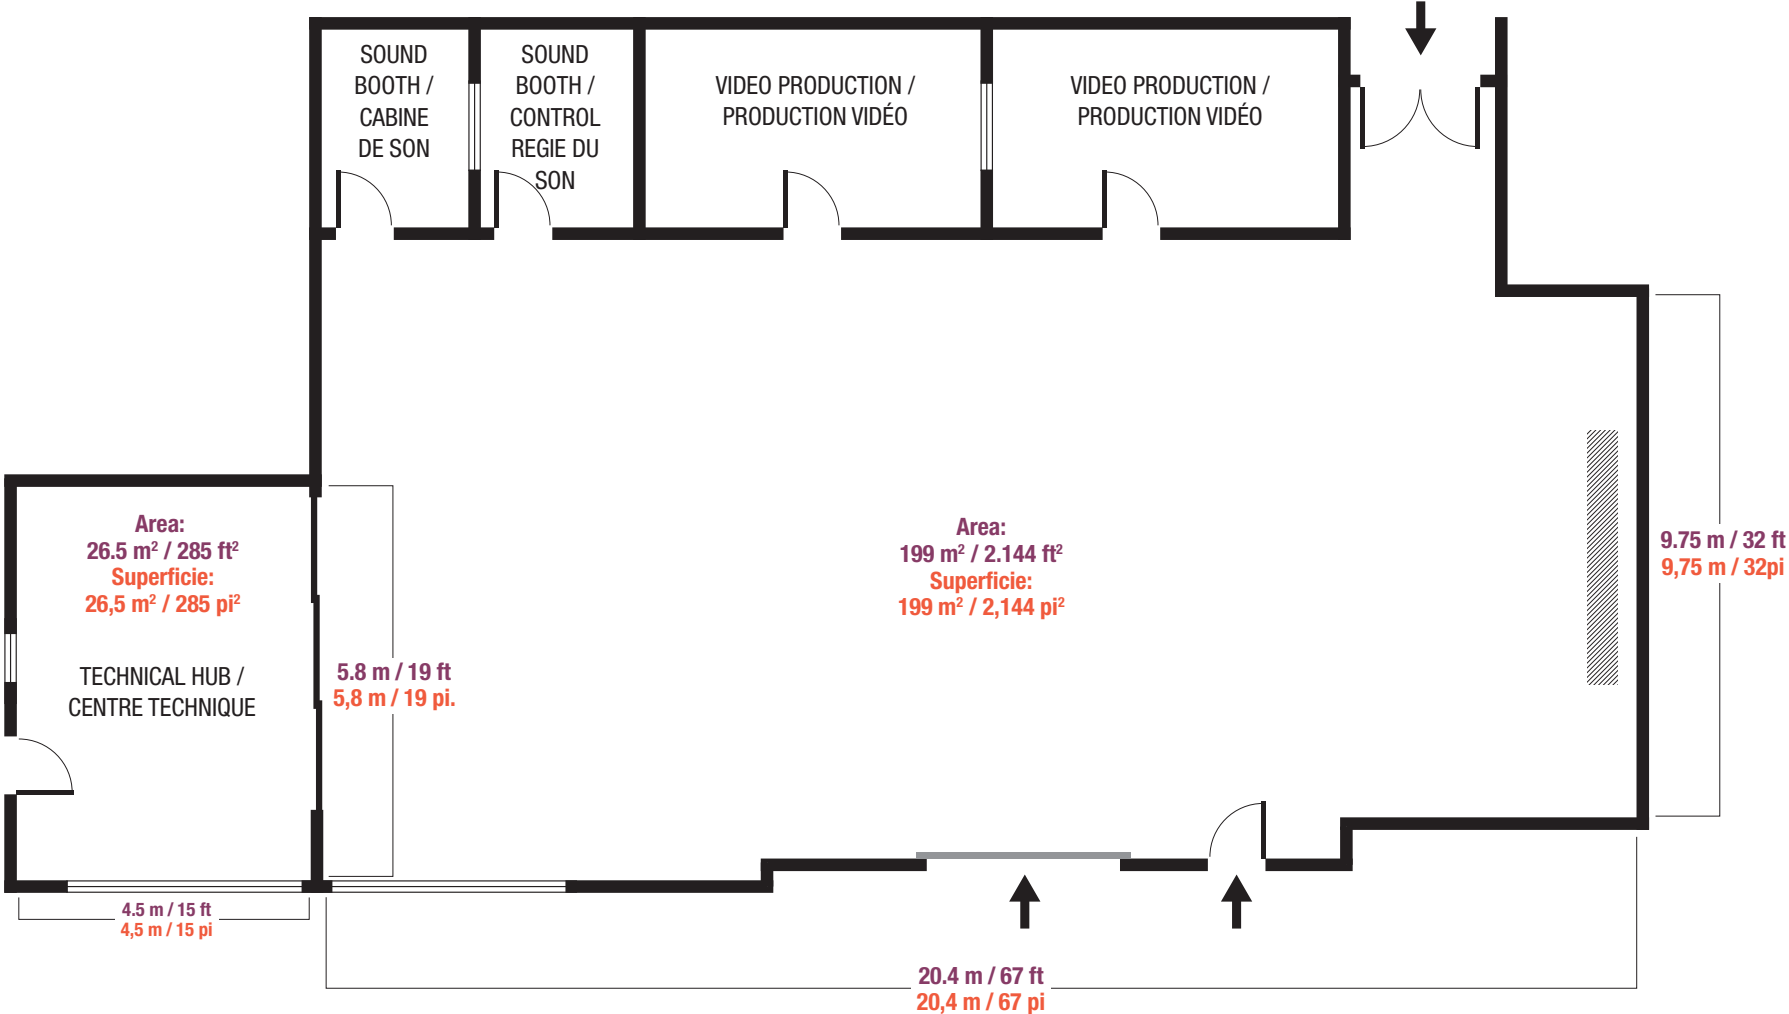 SOUND
BOOTH /
CABINE
DE SON
SOUND
BOOTH /
CONTROL
REGIE DU
SON
VIDEO PRODUCTION /
PRODUCTION VIDÉO
VIDEO PRODUCTION /
PRODUCTION VIDÉO
Area:
26.5 m² / 285 ft²
Superficie:
26,5 m² / 285 pi²
TECHNICAL HUB /
CENTRE TECHNIQUE
5.8 m / 19 ft
5,8 m / 19 pi.
Area:
199 m² / 2.144 ft²
Superficie:
199 m² / 2,144 pi²
9.75 m / 32 ft
9,75 m / 32pi
4.5 m / 15 ft
4,5 m / 15 pi
20.4 m / 67 ft
20,4 m / 67 pi